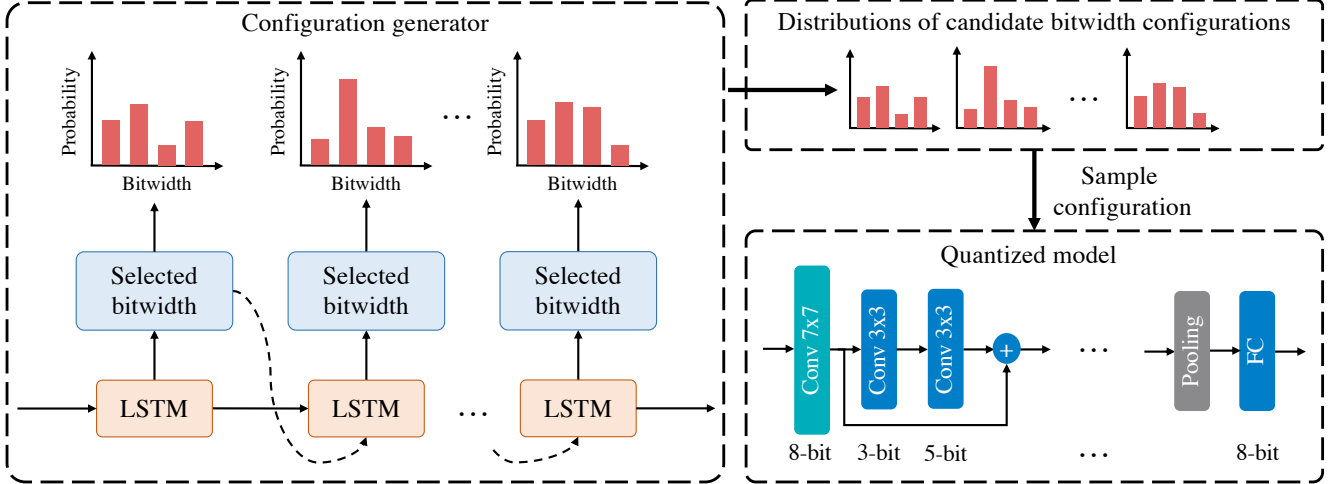 Configuration generator
Probability
Bitwidth
Probability
Bitwidth
...
Probability
Bitwidth
Selected
bitwidth
Selected
bitwidth
Selected
bitwidth
LSTM
LSTM
...
LSTM
Distributions of candidate bitwidth configurations
...
Sample
configuration
Quantized model
Conv 7x7
Conv 3x3
Conv 3x3
+
...
Pooling
FC
8-bit
3-bit
5-bit
...
8-bit